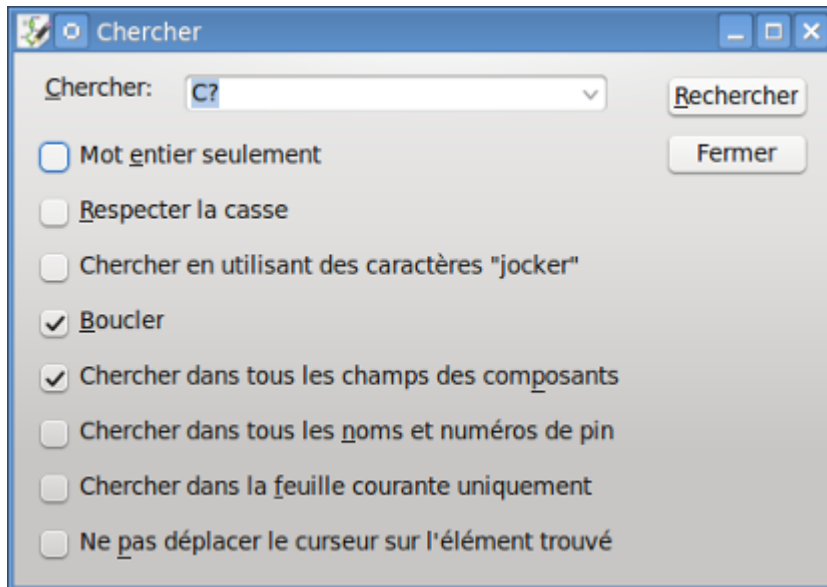 Chercher
Chercher: C? Rechercher
Mot entier seulement Fermer
Respecter la casse
Chercher en utilisant des caractères "jocker"
Boucler
Chercher dans tous les champs des composants
Chercher dans tous les noms et numéros de pin
Chercher dans la feuille courante uniquement
Ne pas déplacer le curseur sur l'élément trouvé